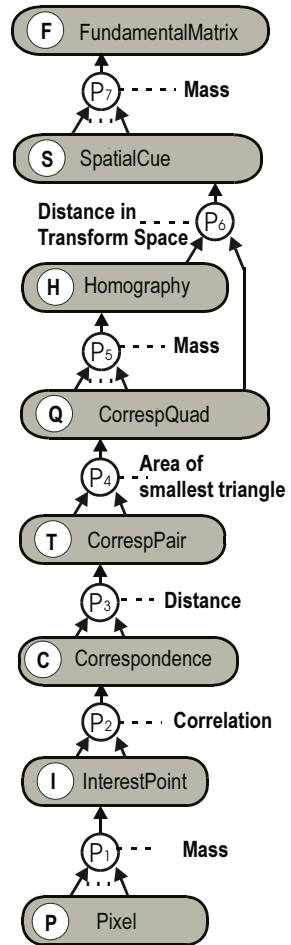 F FundamentalMatrix
P7 Mass
S SpatialCue
Distance in
Transform Space P6
H Homography
P5 Mass
Q CorrespQuad
Area of
P4 smallest triangle
T CorrespPair
P3 Distance
C Correspondence
P2 Correlation
I InterestPoint
P1 Mass
P Pixel